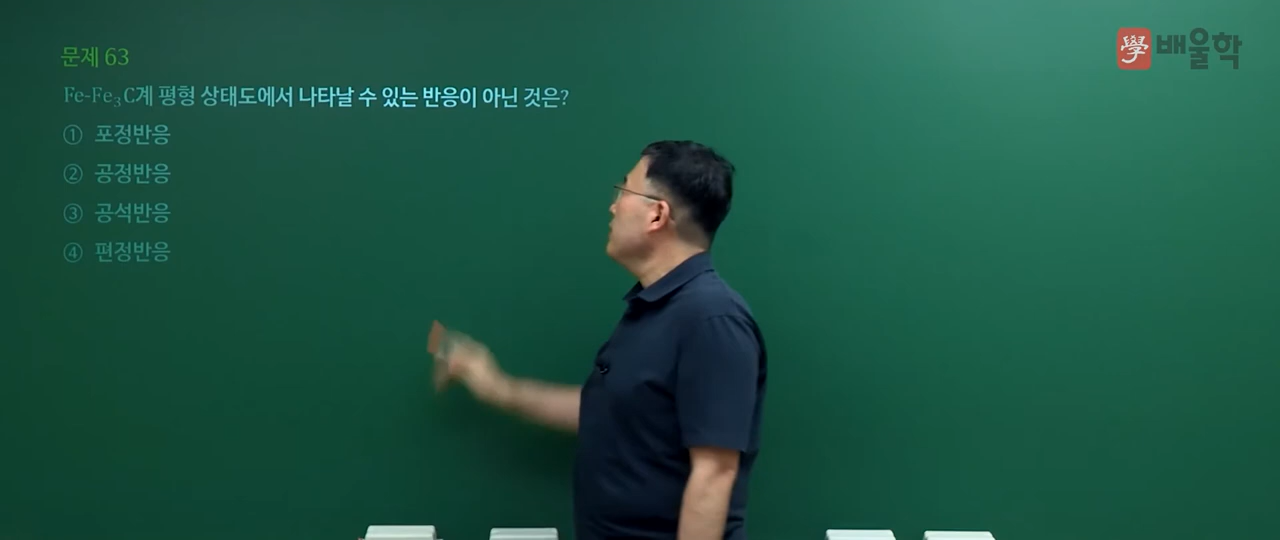 문제 63
Fe-Fe₃C계 평형 상태도에서 나타날 수 있는 반응이 아닌 것은?
① 포정반응
② 공정반응
③ 공석반응
④ 편정반응
學 배울학